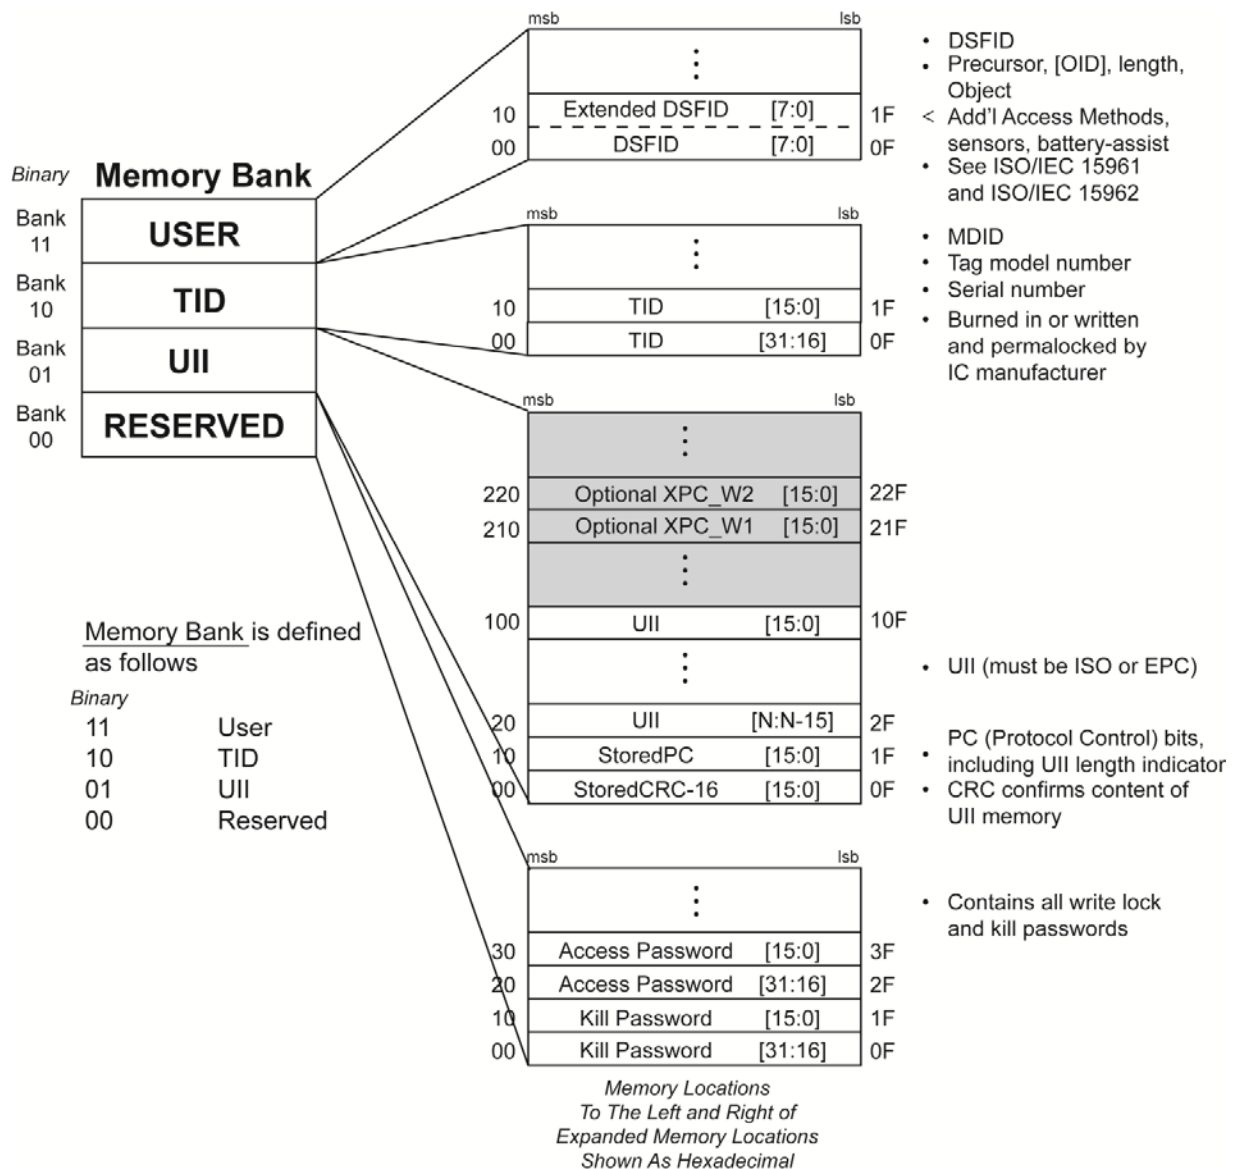 Binary Memory Bank
Bank 11 USER
Bank 10 TID
Bank 01 UII
Bank 00 RESERVED
msb lsb
10 Extended DSFID [7:0] 1F
00 DSFID [7:0] 0F
• DSFID
• Precursor, [OID], length,
Object
< Add'l Access Methods,
sensors, battery-assist
• See ISO/IEC 15961
and ISO/IEC 15962
msb lsb
10 TID [15:0] 1F
00 TID [31:16] 0F
• MDID
• Tag model number
• Serial number
• Burned in or written
and permalocked by
IC manufacturer
msb lsb
220 Optional XPC_W2 [15:0] 22F
210 Optional XPC_W1 [15:0] 21F
100 UII [15:0] 10F
20 UII [N:N-15] 2F
10 StoredPC [15:0] 1F
00 StoredCRC-16 [15:0] 0F
• UII (must be ISO or EPC)
• PC (Protocol Control) bits,
including UII length indicator
• CRC confirms content of
UII memory
Memory Bank is defined
as follows
Binary
11 User
10 TID
01 UII
00 Reserved
msb lsb
30 Access Password [15:0] 3F
20 Access Password [31:16] 2F
10 Kill Password [15:0] 1F
00 Kill Password [31:16] 0F
• Contains all write lock
and kill passwords
Memory Locations
To The Left and Right of
Expanded Memory Locations
Shown As Hexadecimal